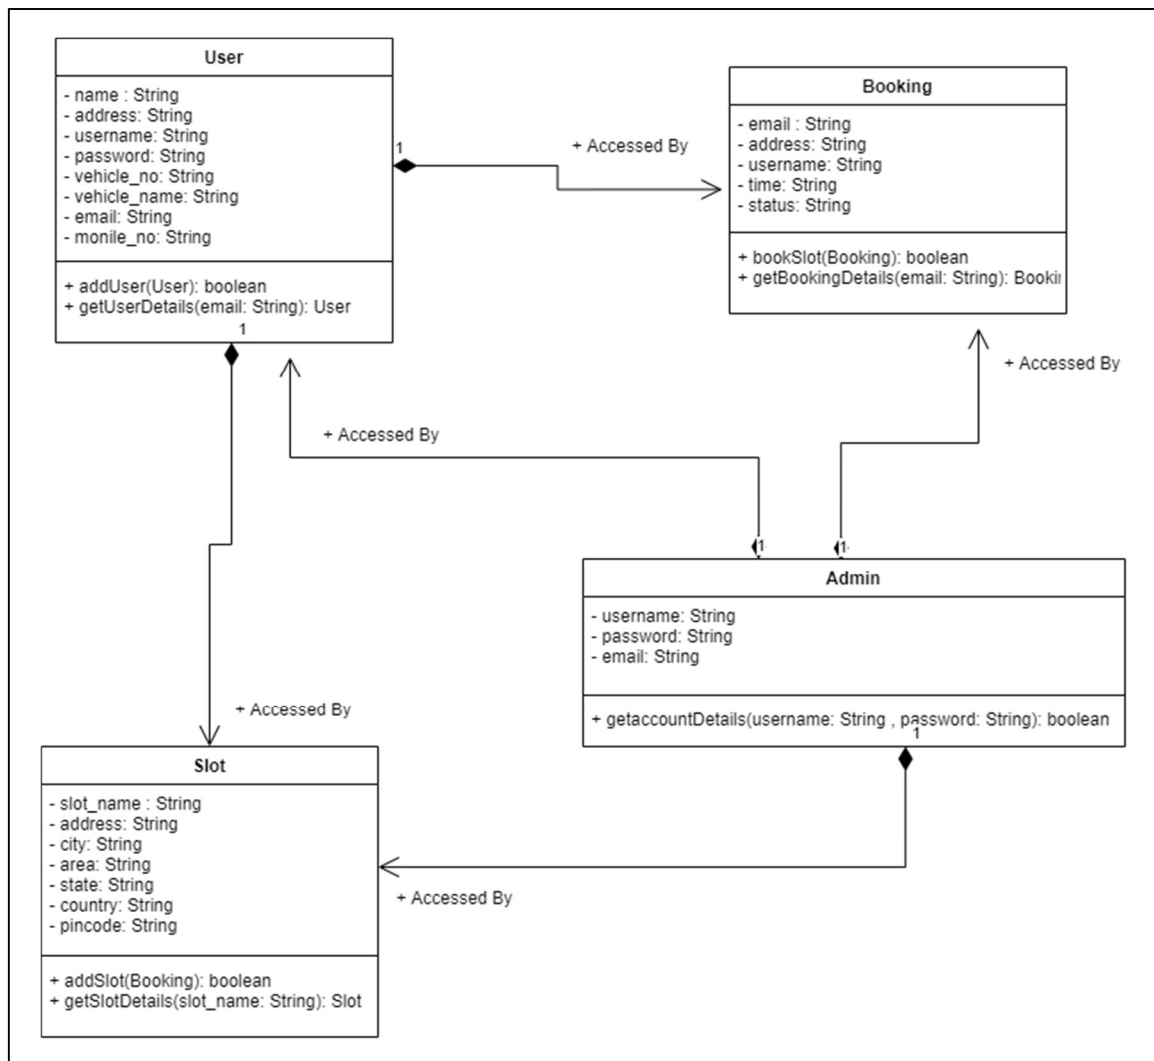 User
- name : String
- address: String
- username: String
- password: String
- vehicle_no: String
- vehicle_name: String
- email: String
- monile_no: String
+ addUser(User): boolean
+ getUserDetails(email: String): User
1
1
+ Accessed By
Booking
- email : String
- address: String
- username: String
- time: String
- status: String
+ bookSlot(Booking): boolean
+ getBookingDetails(email: String): Bookin
+ Accessed By
+ Accessed By
1
1
Admin
- username: String
- password: String
- email: String
+ getaccountDetails(username: String , password: String): boolean
1
+ Accessed By
Slot
- slot_name : String
- address: String
- city: String
- area: String
- state: String
- country: String
- pincode: String
+ addSlot(Booking): boolean
+ getSlotDetails(slot_name: String): Slot
+ Accessed By